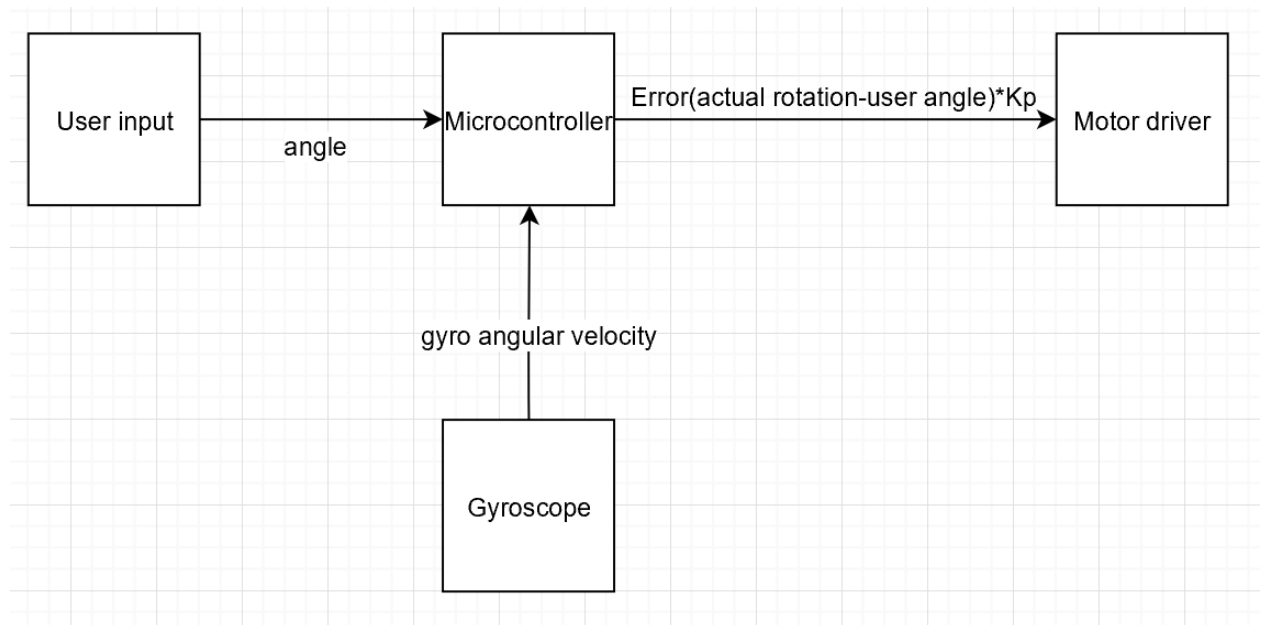 User input
angle
Microcontroller
Error(actual rotation-user angle)*Kp
Motor driver
gyro angular velocity
Gyroscope